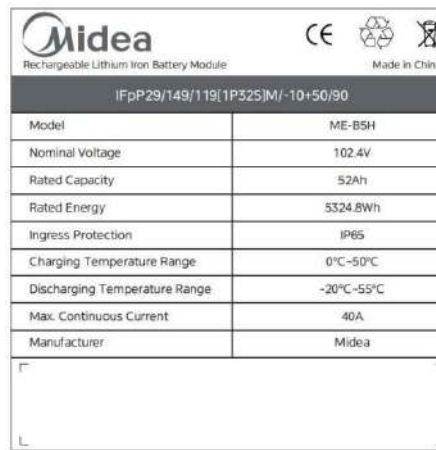 Midea
Rechargeable Lithium Iron Battery Module
Made in Chin
IFpP29/149/119[1P32S]M/-10+50/90
Model ME-B5H
Nominal Voltage 102.4V
Rated Capacity 52Ah
Rated Energy 5324.8Wh
Ingress Protection IP65
Charging Temperature Range 0℃~50℃
Discharging Temperature Range -20℃~55℃
Max. Continuous Current 40A
Manufacturer Midea